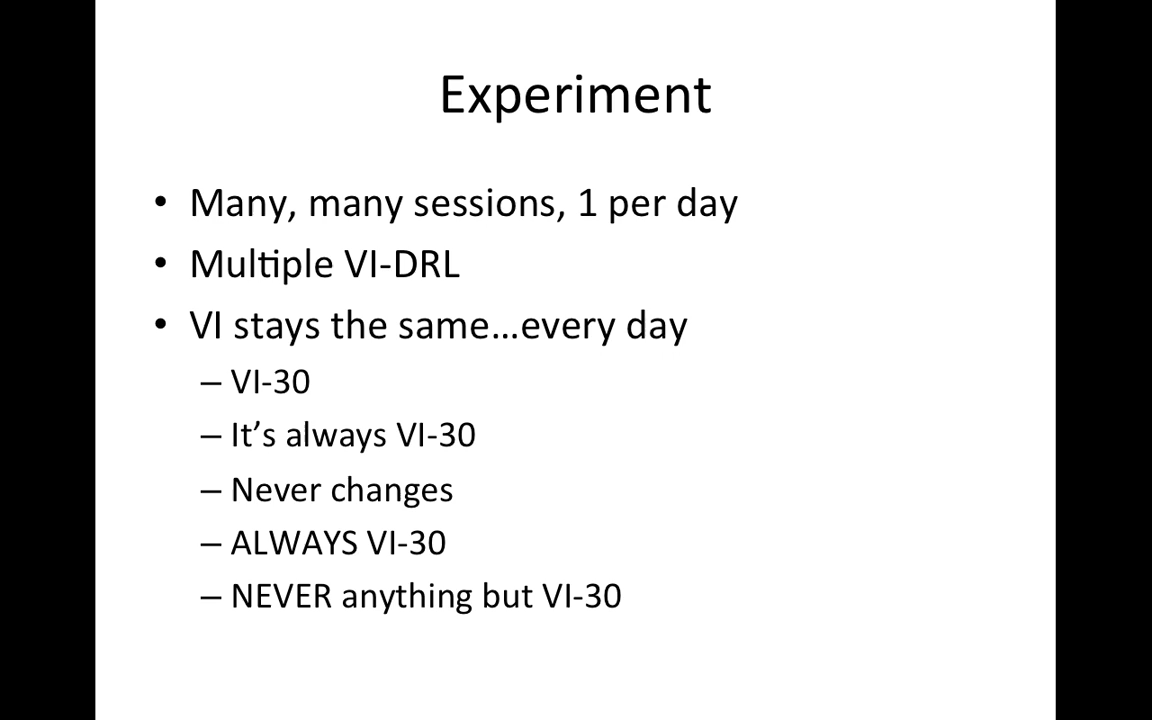 Experiment
• Many, many sessions, 1 per day
• Multiple VI-DRL
• VI stays the same…every day
– VI-30
– It’s always VI-30
– Never changes
– ALWAYS VI-30
– NEVER anything but VI-30